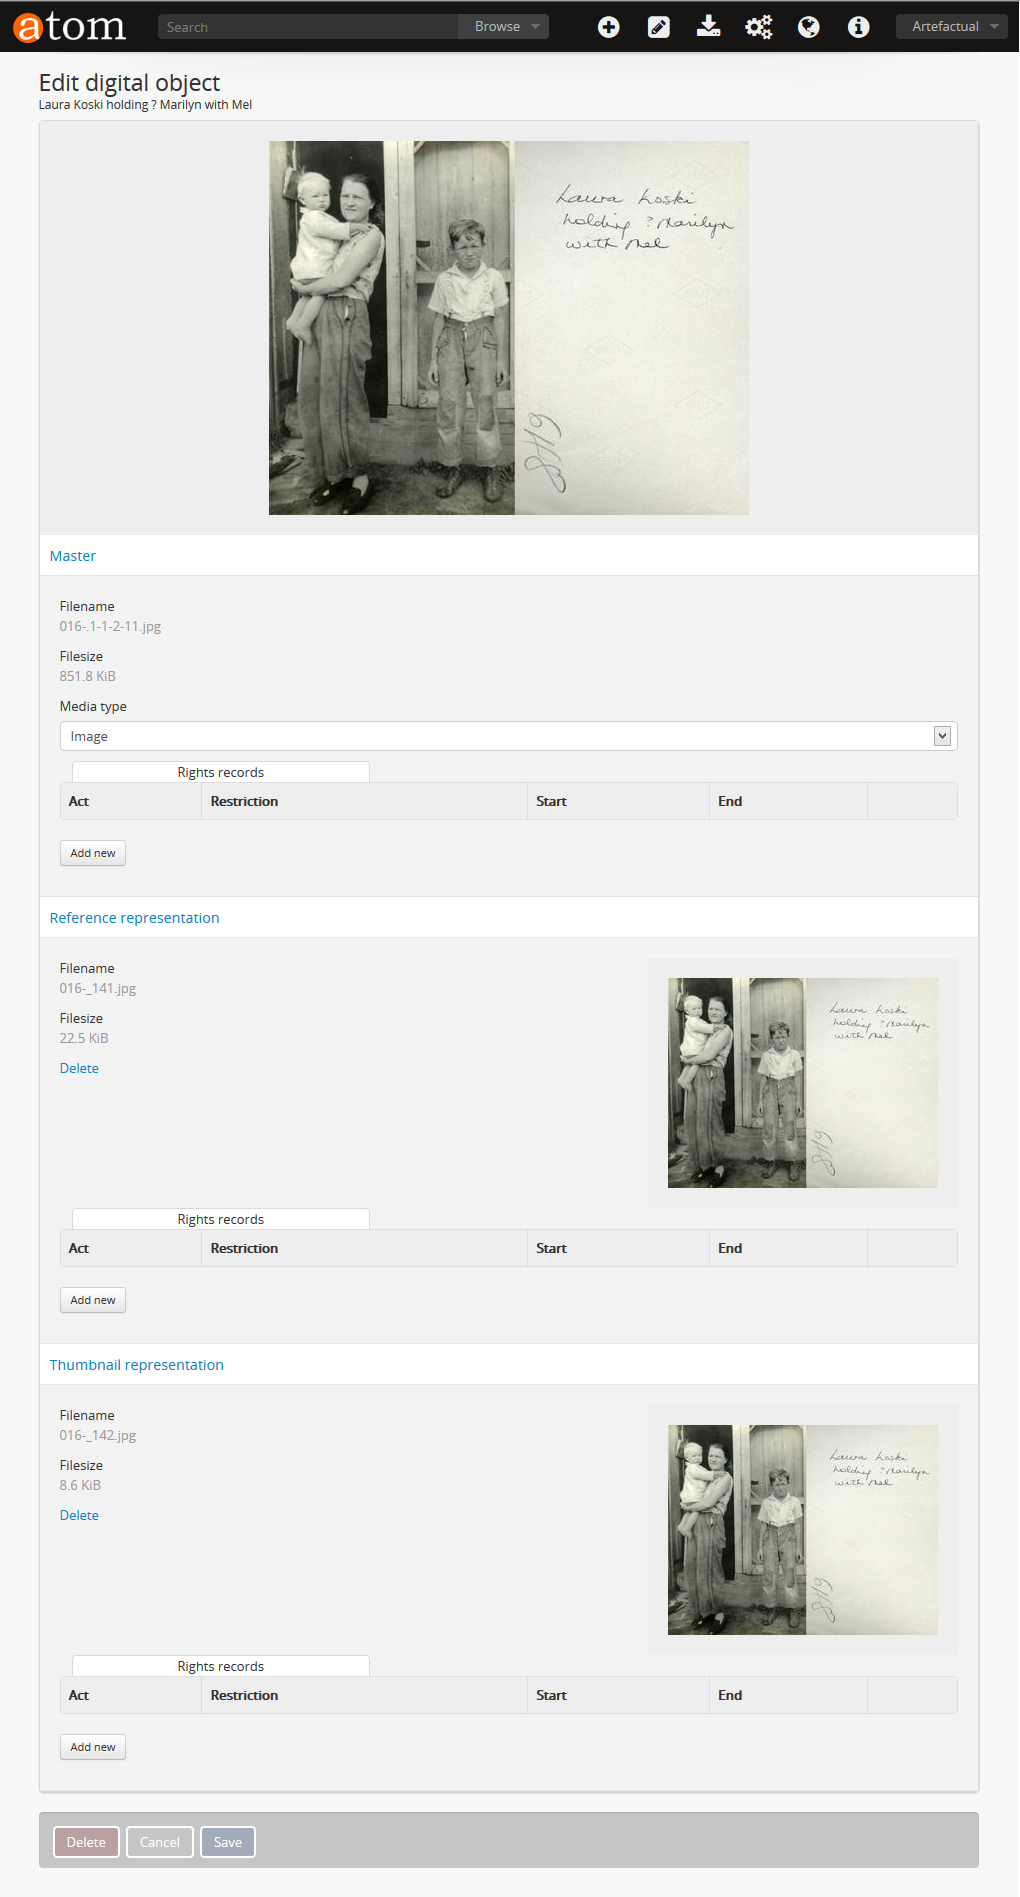 atom
Search
Browse
Artefactual
Edit digital object
Laura Koski holding ? Marilyn with Mel
Laura Koski
holding ? Marilyn
with Mel
Master
Filename
016-.1-1-2-11.jpg
Filesize
851.8 KiB
Media type
Image
Rights records
Act Restriction Start End
Add new
Reference representation
Filename
016-_141.jpg
Filesize
22.5 KiB
Delete
Laura Koski
holding ? Marilyn
with Mel
Rights records
Act Restriction Start End
Add new
Thumbnail representation
Filename
016-_142.jpg
Filesize
8.6 KiB
Delete
Laura Koski
holding ? Marilyn
with Mel
Rights records
Act Restriction Start End
Add new
Delete Cancel Save